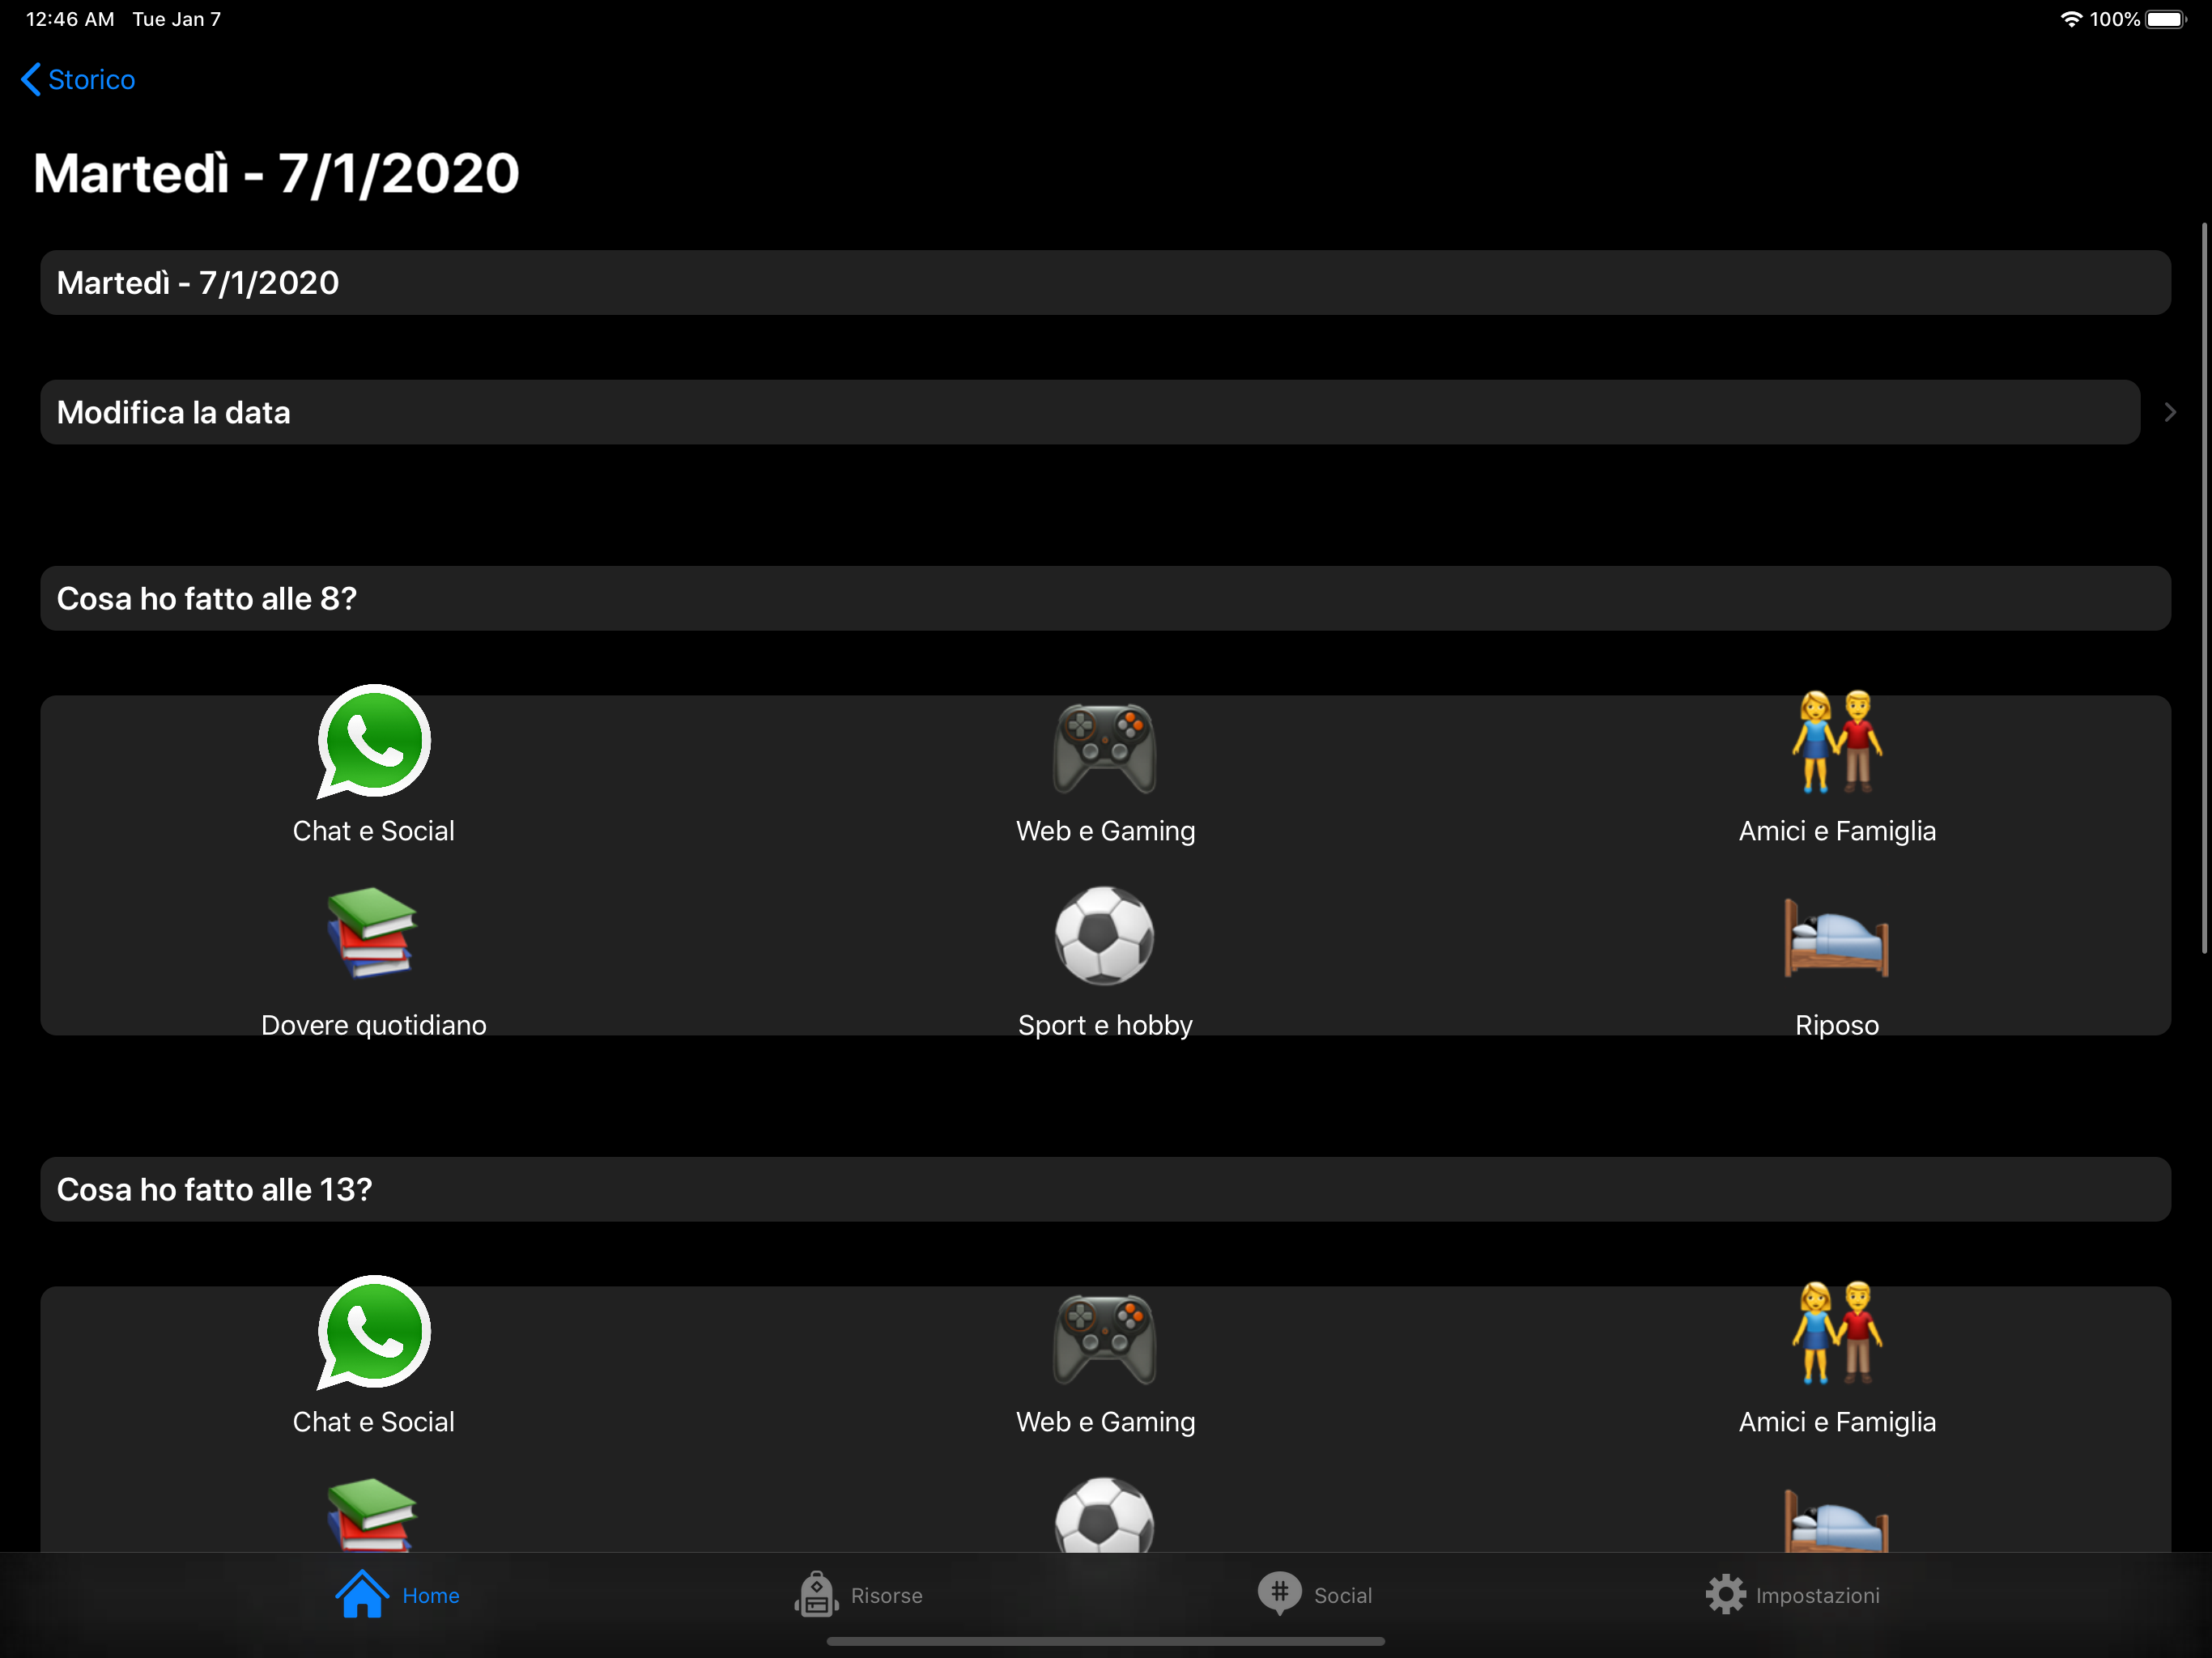 12:46 AM Tue Jan 7 100%
Storico
Martedì - 7/1/2020
Martedì - 7/1/2020
Modifica la data
Cosa ho fatto alle 8?
Chat e Social Web e Gaming Amici e Famiglia
Dovere quotidiano Sport e hobby Riposo
Cosa ho fatto alle 13?
Chat e Social Web e Gaming Amici e Famiglia
Home Risorse # Social Impostazioni